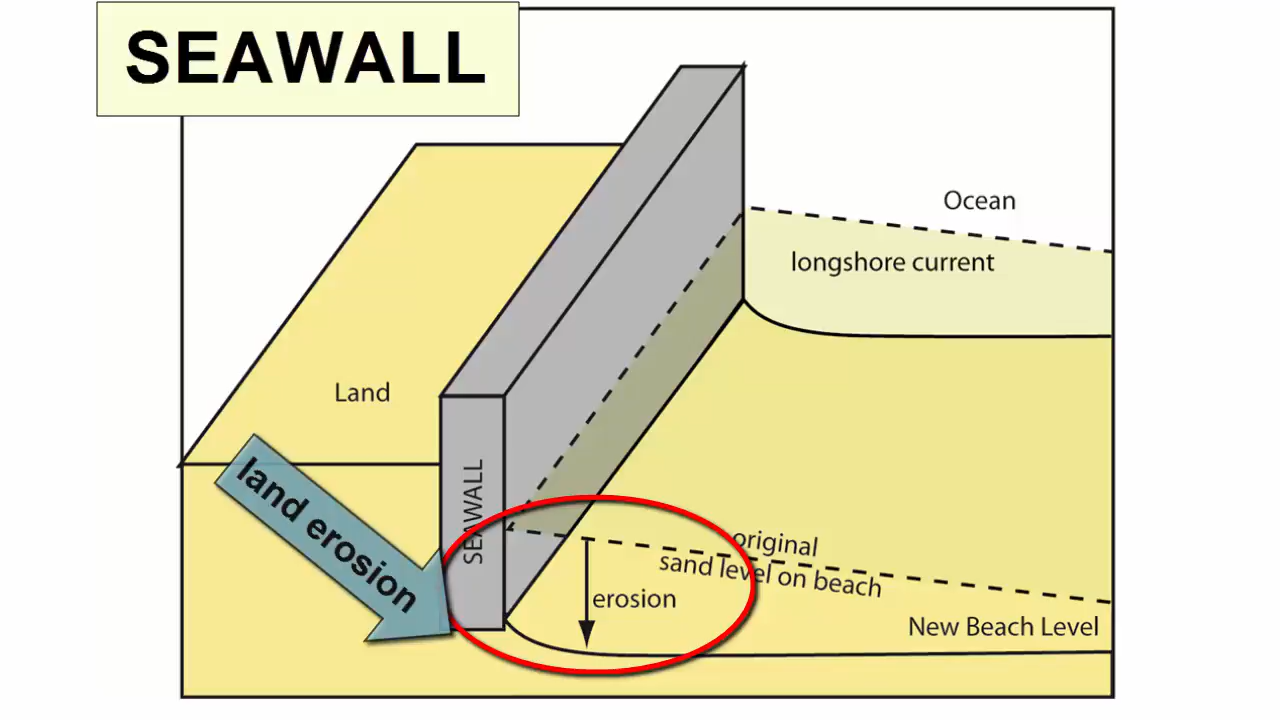 SEAWALL
Ocean
longshore current
Land
land erosion
SEAWALL
original
sand level on beach
erosion
New Beach Level